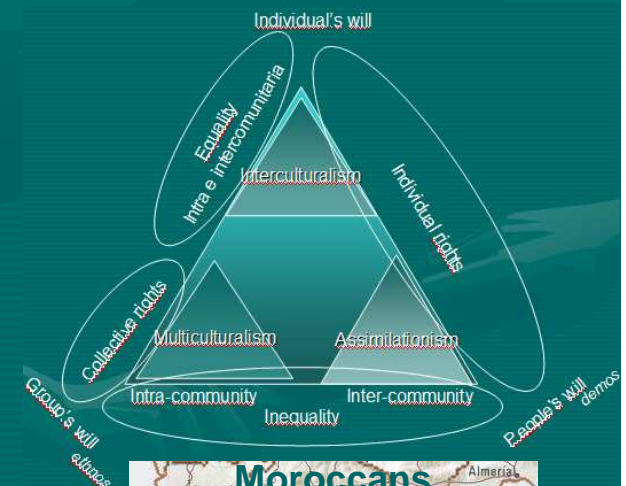 Individual's will
Equality
Intra e intercomunitaria
Interculturalism
Individual rights
Collective rights
Multiculturalism
Assimilationism
Intra-community
Inter-community
Inequality
Group's will
ethnos
People's will
demos
Moroccans
Almería